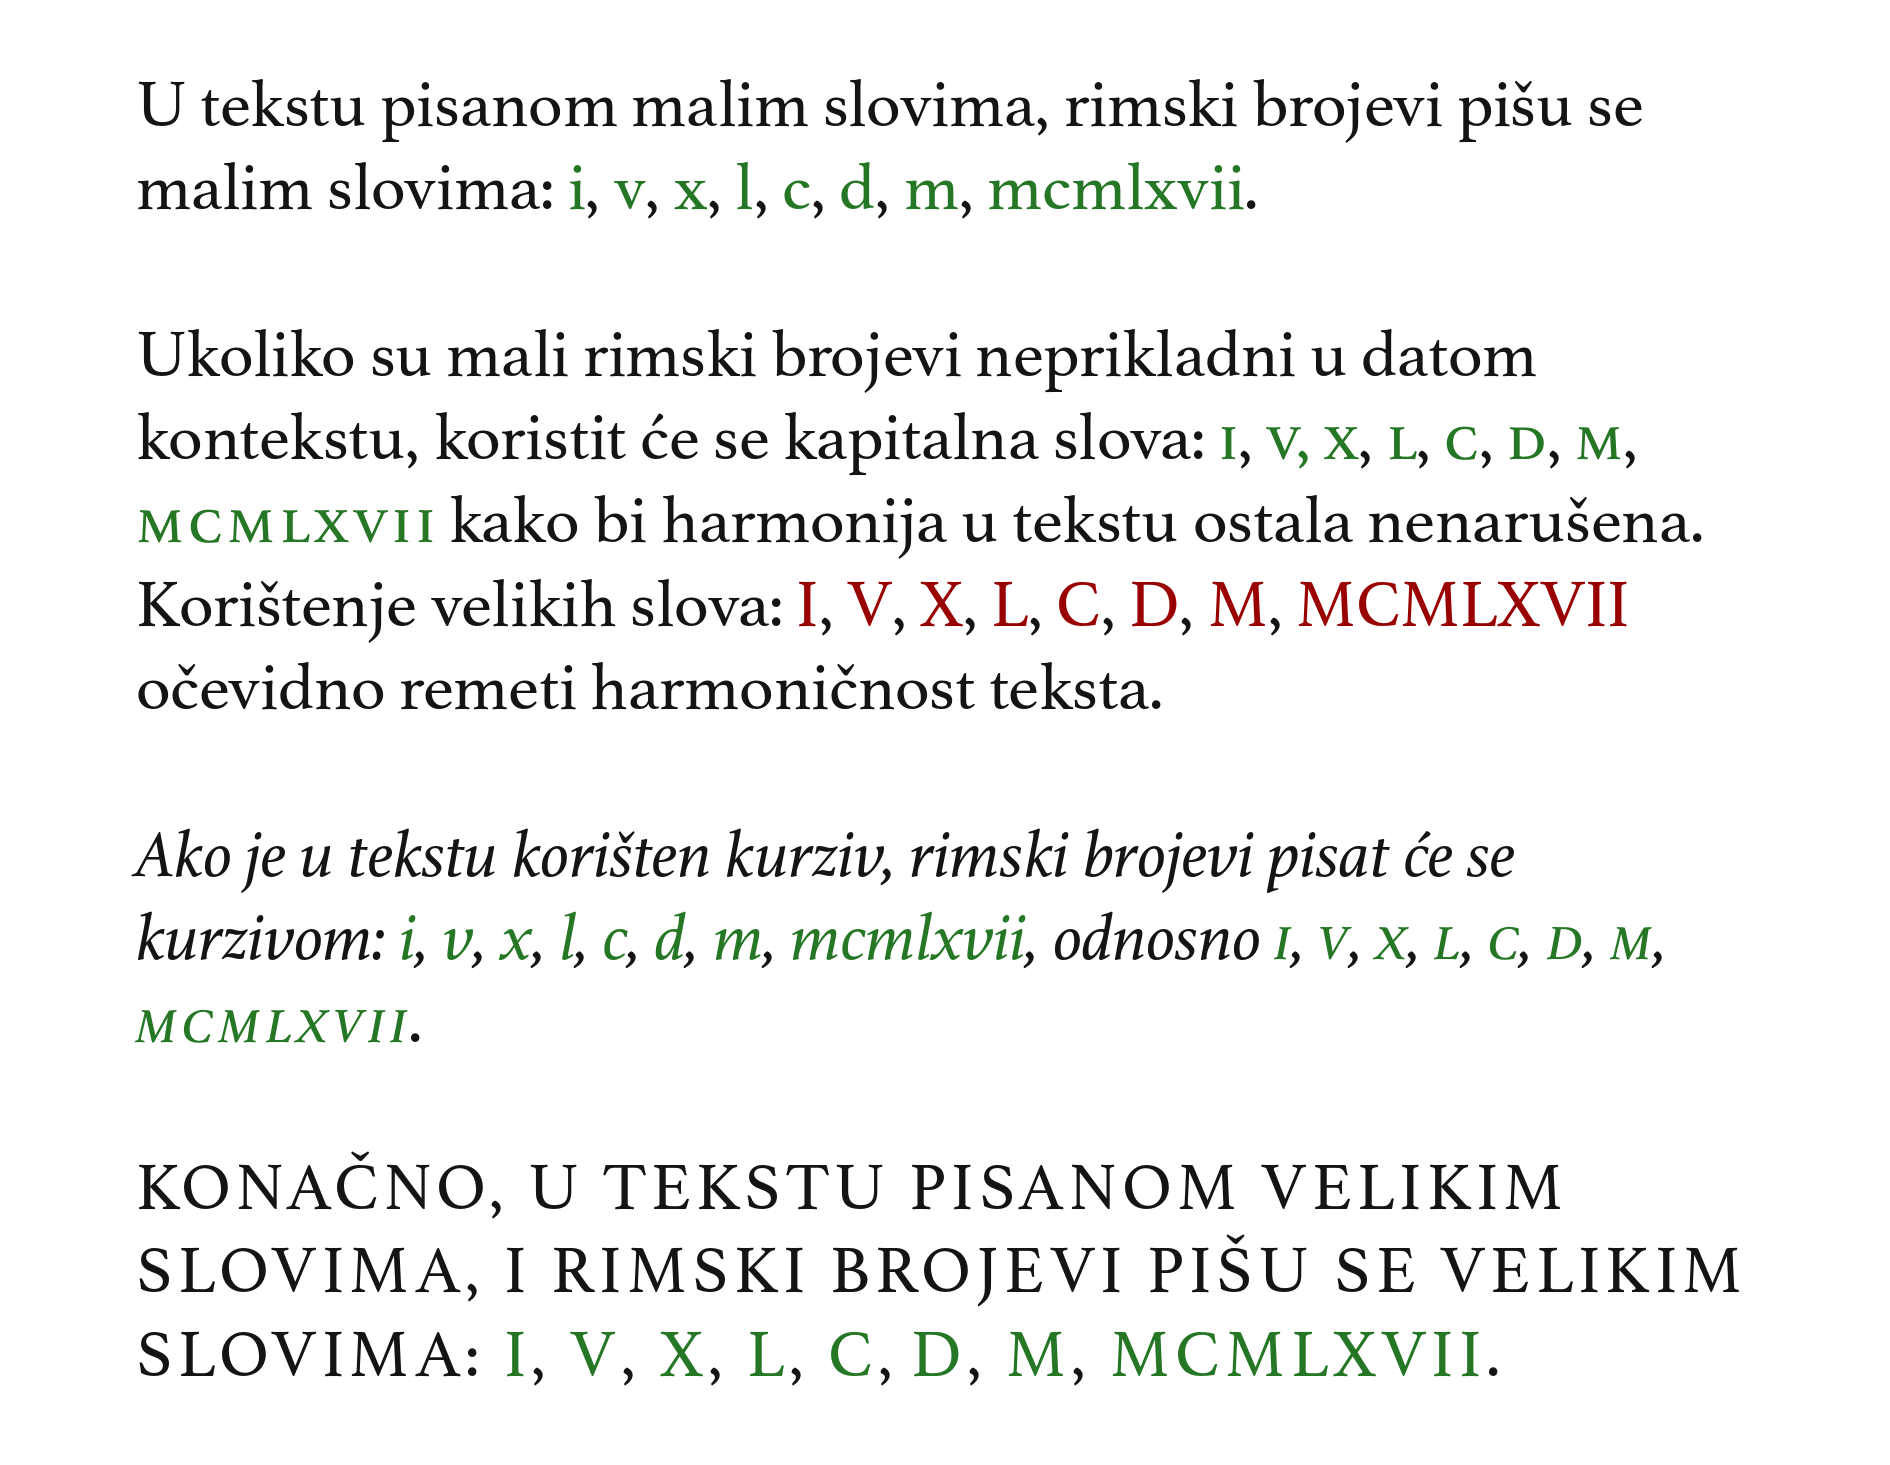 U tekstu pisanom malim slovima, rimski brojevi pišu se
malim slovima: i, v, x, l, c, d, m, mcmlxvii.
Ukoliko su mali rimski brojevi neprikladni u datom
kontekstu, koristit će se kapitalna slova: ɪ, ᴠ, x, ʟ, ᴄ, ᴅ, ᴍ,
ᴍᴄᴍʟxᴠɪɪ kako bi harmonija u tekstu ostala nenarušena.
Korištenje velikih slova: I, V, X, L, C, D, M, MCMLXVII
očevidno remeti harmoničnost teksta.
Ako je u tekstu korišten kurziv, rimski brojevi pisat će se
kurzivom: i, v, x, l, c, d, m, mcmlxvii, odnosno ɪ, ᴠ, x, ʟ, ᴄ, ᴅ, ᴍ,
ᴍᴄᴍʟxᴠɪɪ.
KONAČNO, U TEKSTU PISANOM VELIKIM
SLOVIMA, I RIMSKI BROJEVI PIŠU SE VELIKIM
SLOVIMA: I, V, X, L, C, D, M, MCMLXVII.